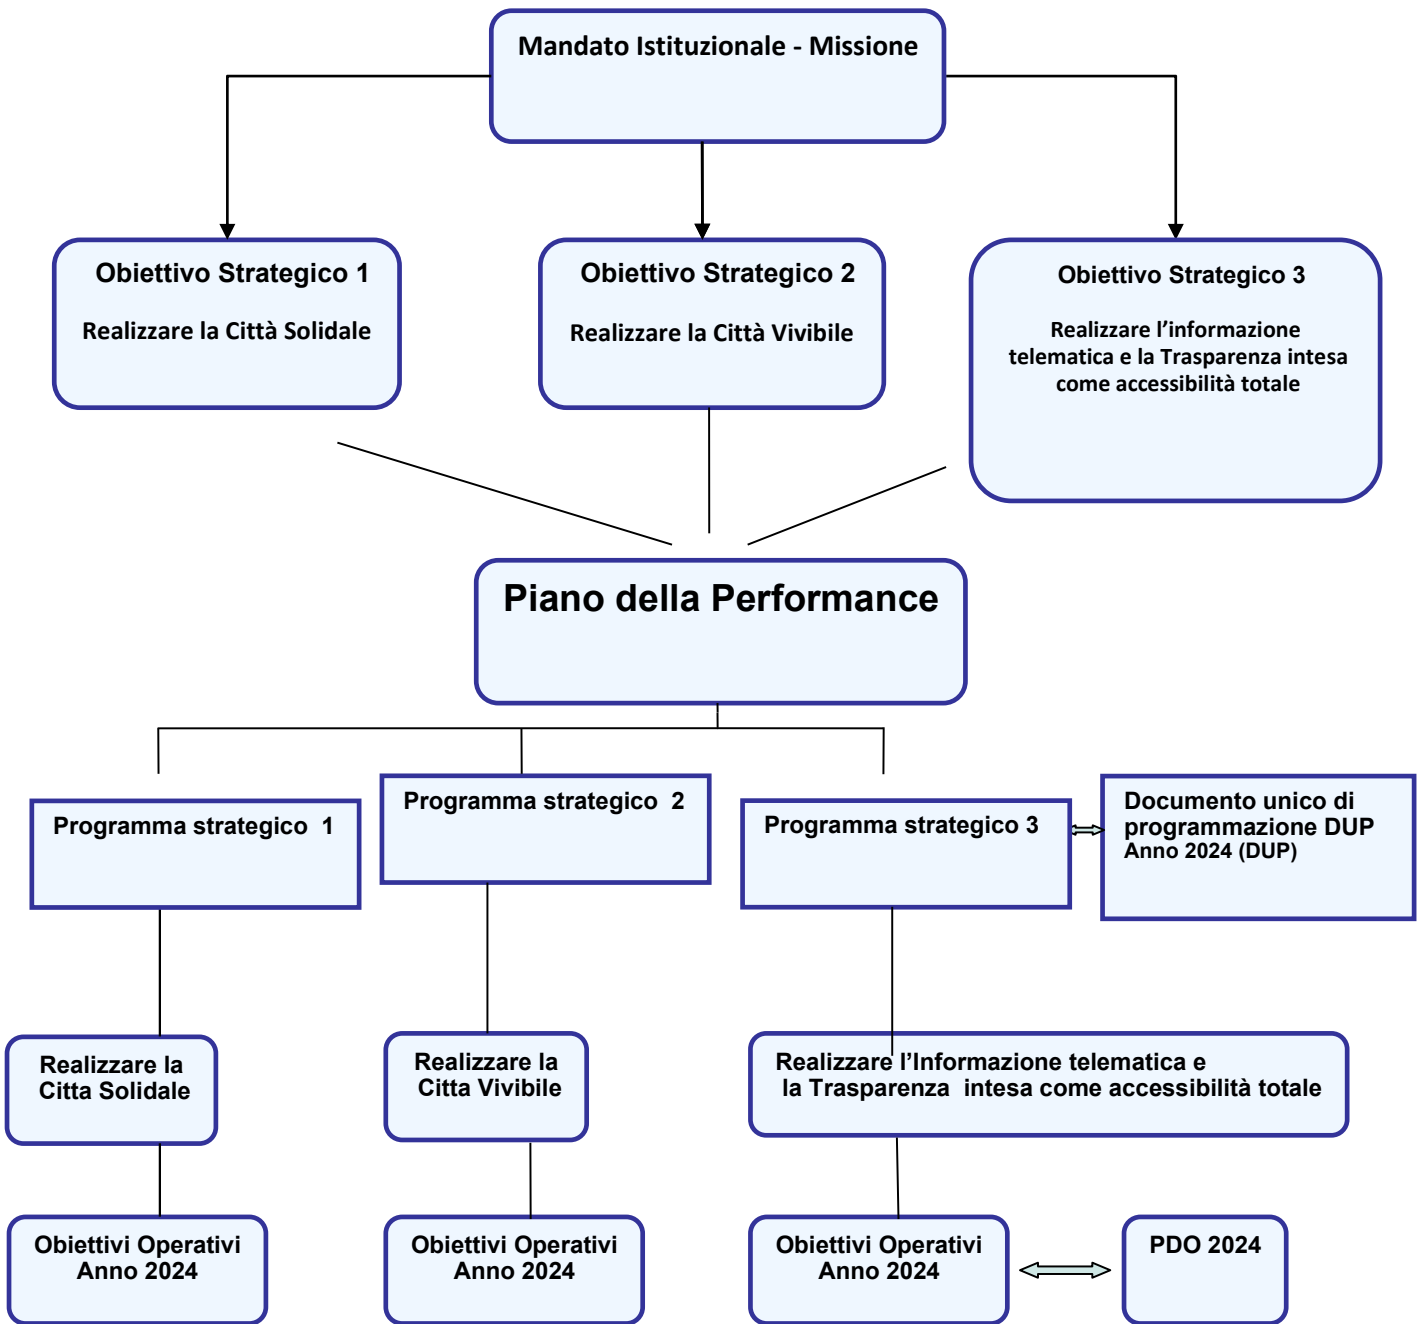 Mandato Istituzionale - Missione
Obiettivo Strategico 1
Realizzare la Città Solidale
Obiettivo Strategico 2
Realizzare la Città Vivibile
Obiettivo Strategico 3
Realizzare l’informazione
telematica e la Trasparenza intesa
come accessibilità totale
Piano della Performance
Programma strategico 1
Programma strategico 2
Programma strategico 3
Documento unico di
programmazione DUP
Anno 2024 (DUP)
Realizzare la
Citta Solidale
Realizzare la
Citta Vivibile
Realizzare l’Informazione telematica e
la Trasparenza intesa come accessibilità totale
Obiettivi Operativi
Anno 2024
Obiettivi Operativi
Anno 2024
Obiettivi Operativi
Anno 2024
PDO 2024